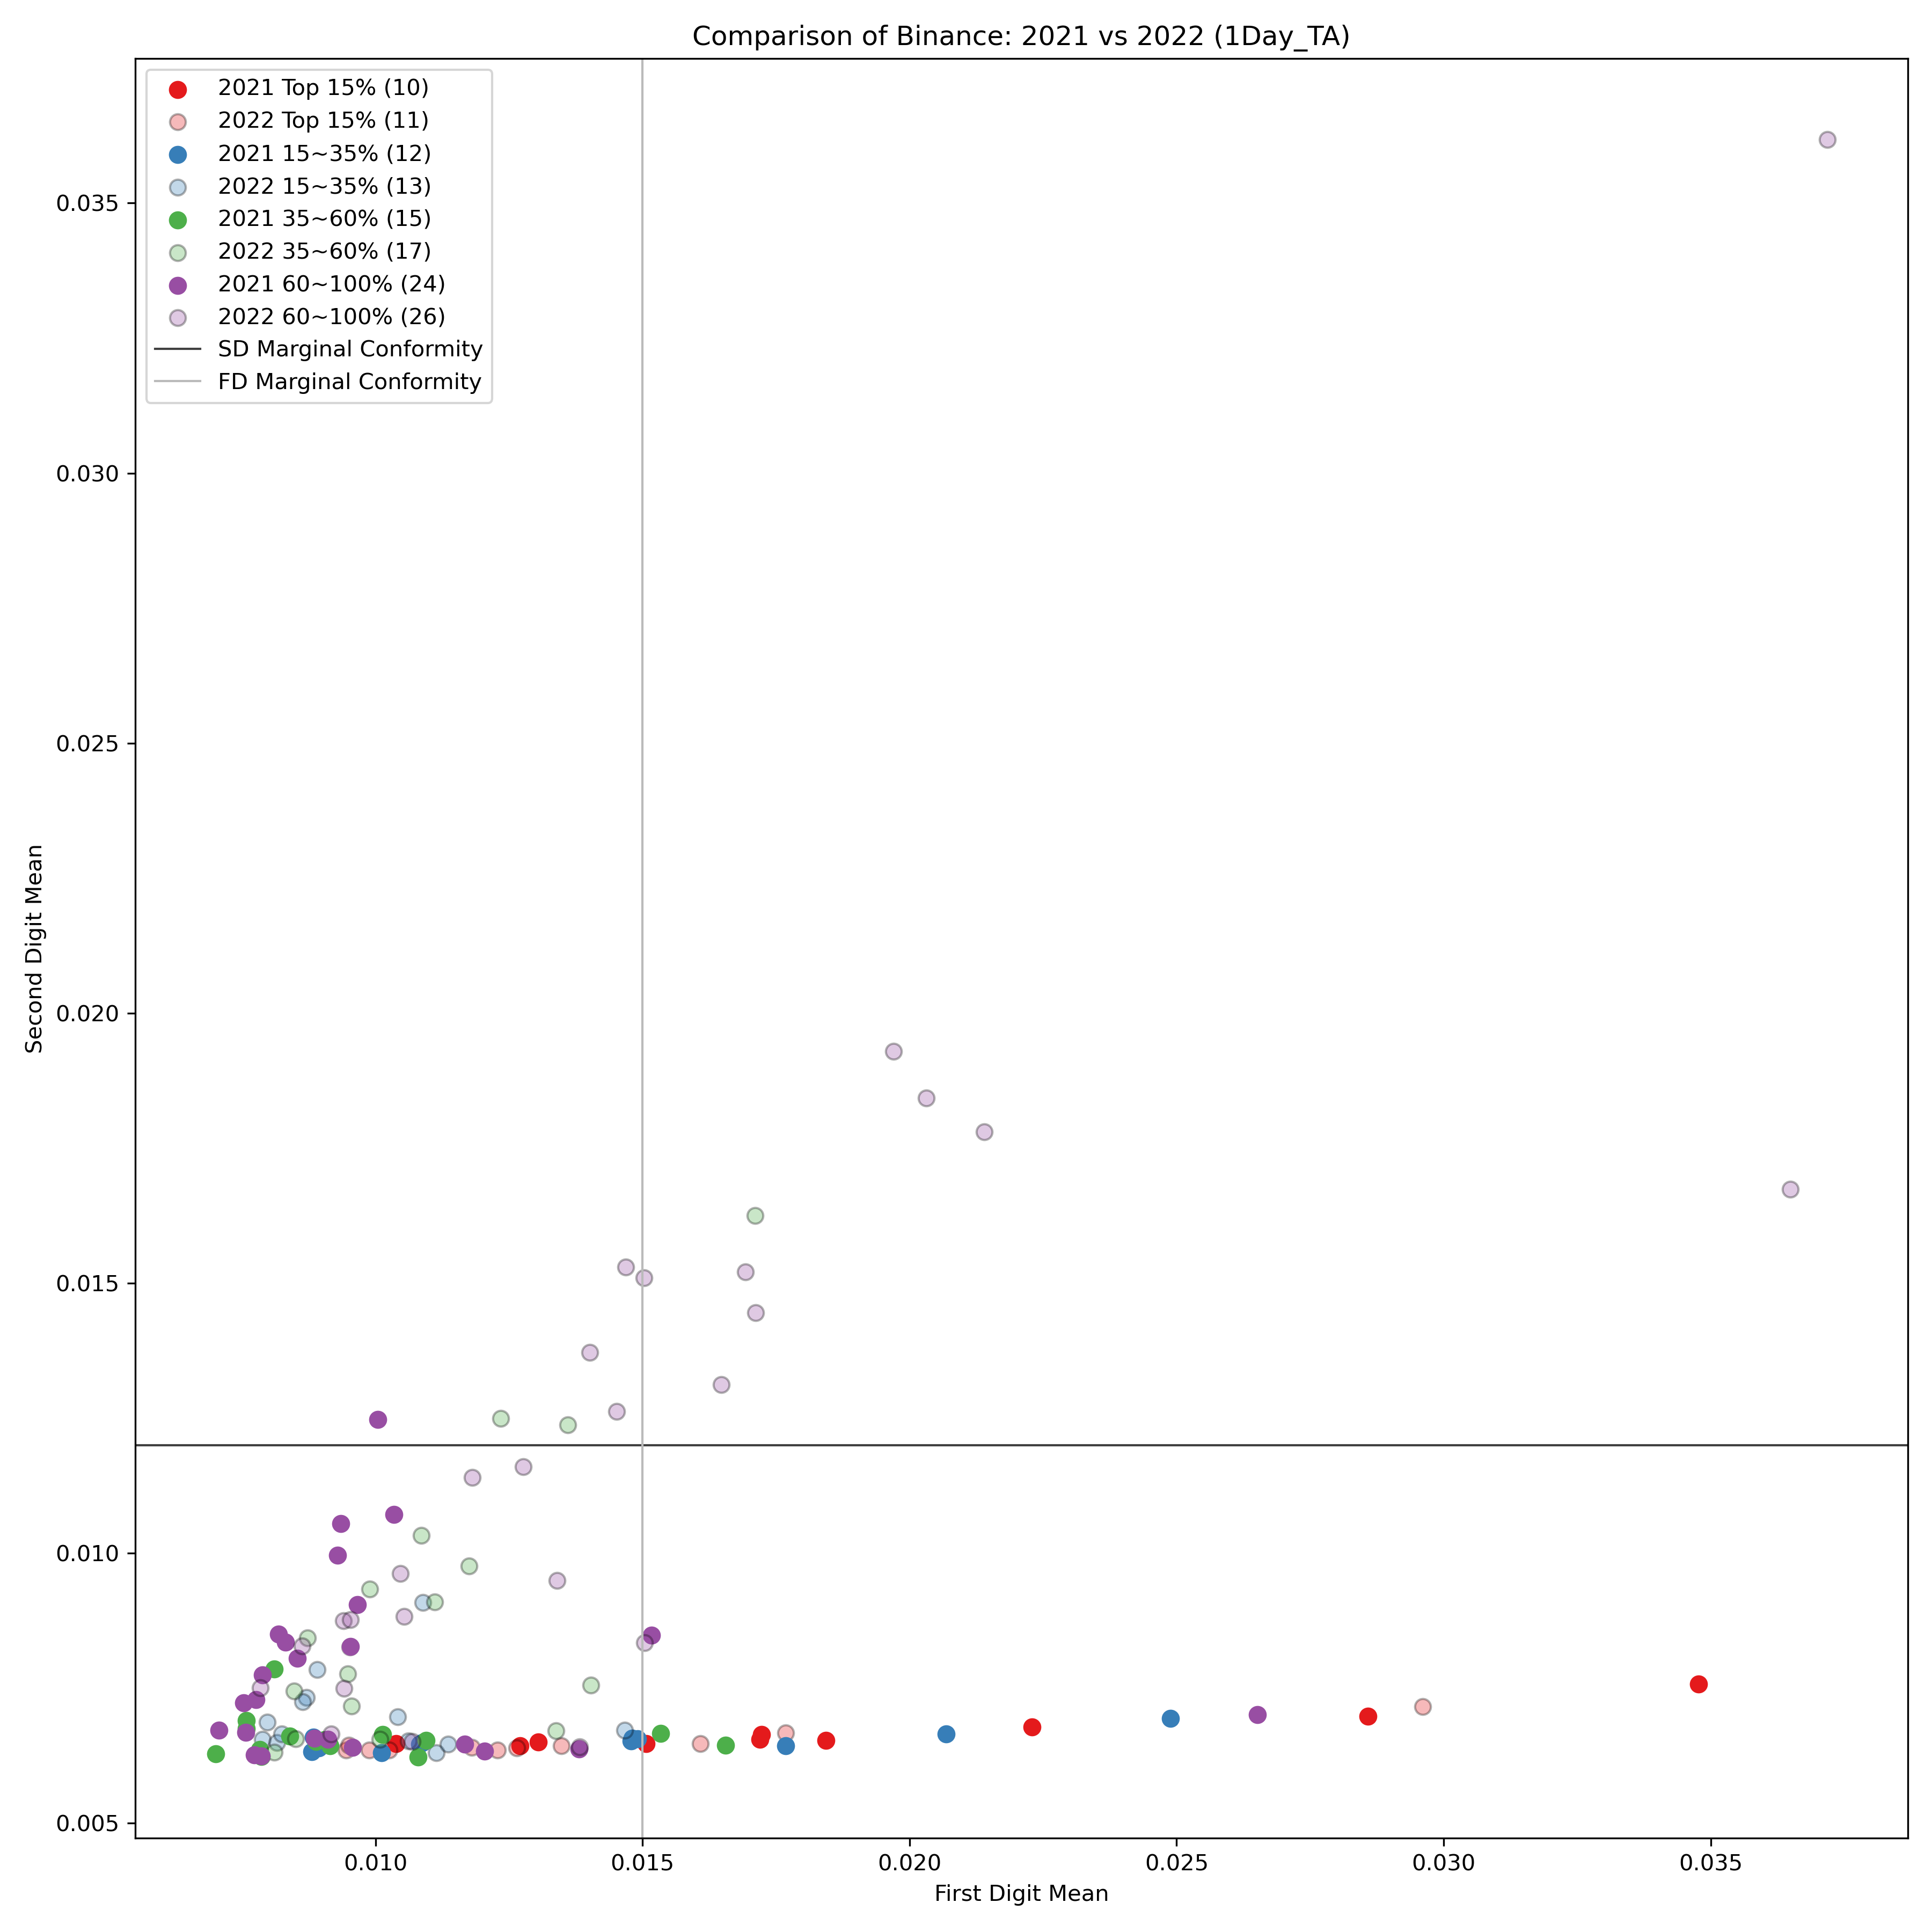 Comparison of Binance: 2021 vs 2022 (1Day_TA)
2021 Top 15% (10)
2022 Top 15% (11)
2021 15~35% (12)
2022 15~35% (13)
2021 35~60% (15)
2022 35~60% (17)
2021 60~100% (24)
2022 60~100% (26)
SD Marginal Conformity
FD Marginal Conformity
Second Digit Mean
0.035
0.030
0.025
0.020
0.015
0.010
0.005
0.010 0.015 0.020 0.025 0.030 0.035
First Digit Mean